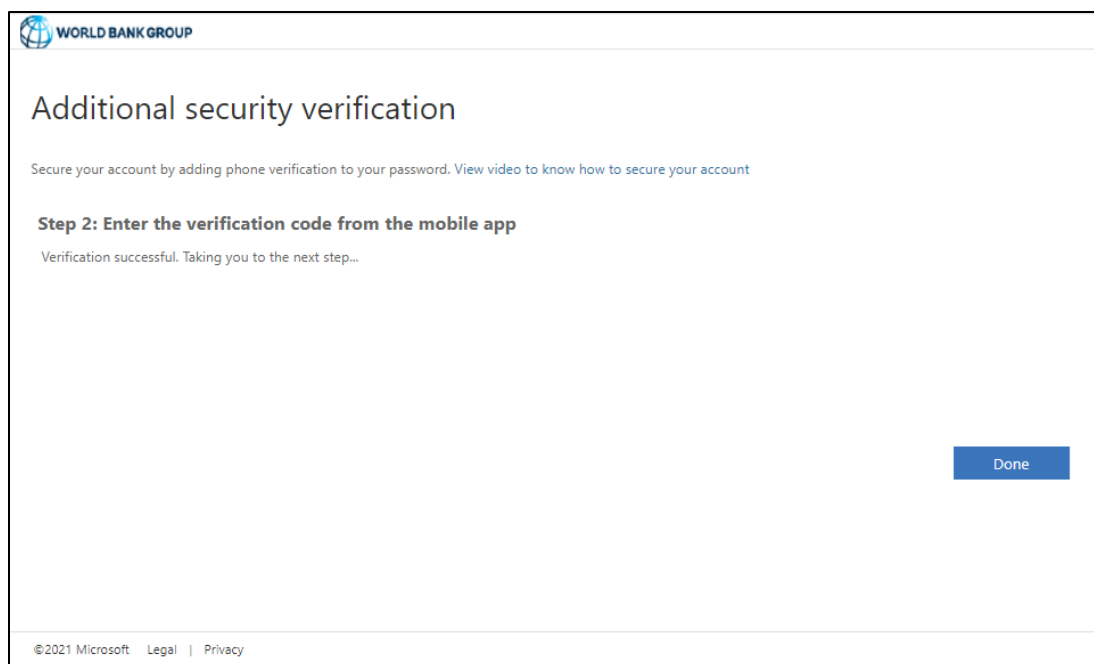 WORLD BANK GROUP
Additional security verification
Secure your account by adding phone verification to your password. View video to know how to secure your account
Step 2: Enter the verification code from the mobile app
Verification successful. Taking you to the next step...
Done
©2021 Microsoft Legal | Privacy